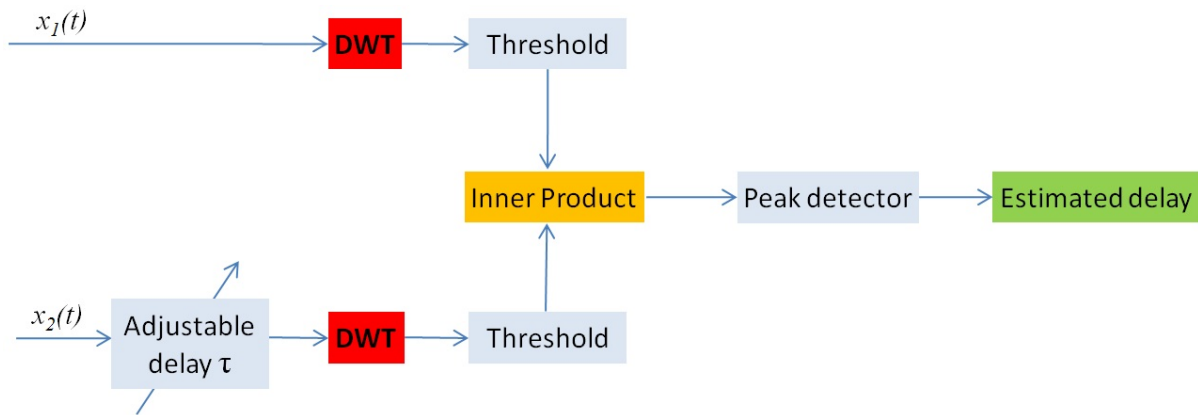 x1(t)
DWT
Threshold
Inner Product
Peak detector
Estimated delay
x2(t)
Adjustable
delay τ
DWT
Threshold